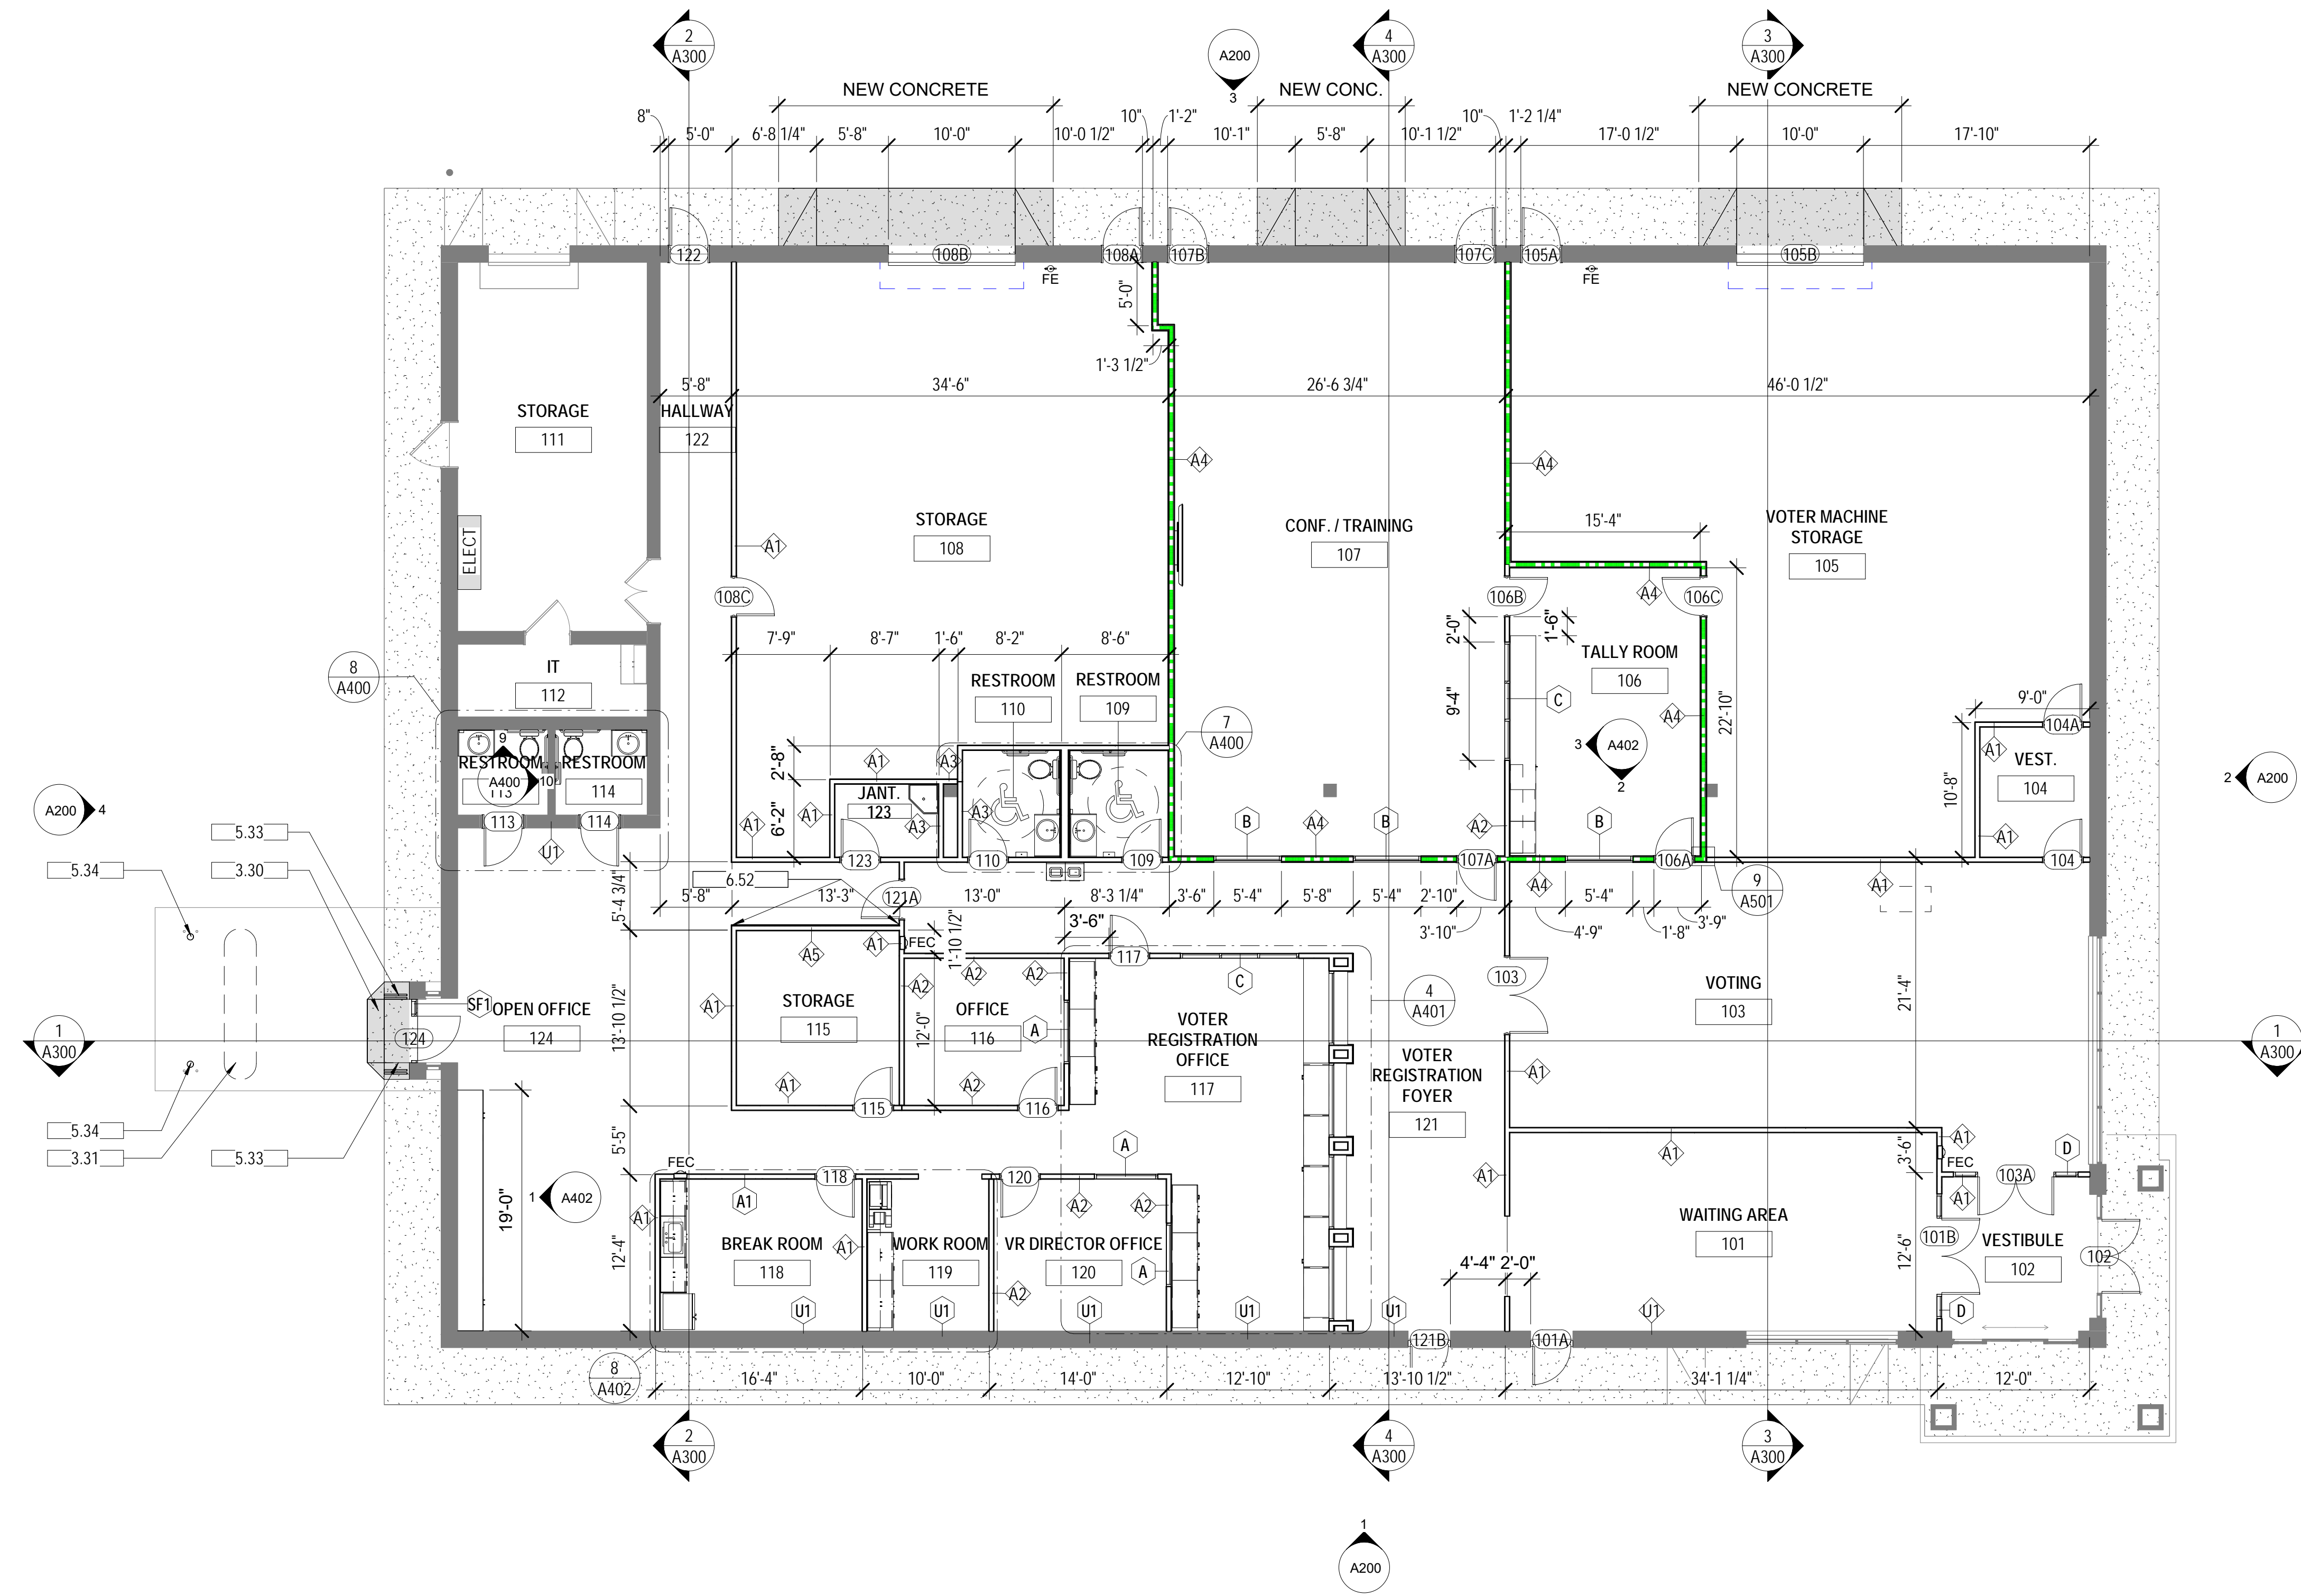 2
A300
4
A300
3
A300
A200
3
NEW CONCRETE
NEW CONC.
NEW CONCRETE
8"
10"
1'-2"
10"
1'-2 1/4"
5'-0"
6'-8 1/4"
5'-8"
10'-0"
10'-0 1/2"
10'-1"
5'-8"
10'-1 1/2"
17'-0 1/2"
10'-0"
17'-10"
122
108B
108A
107B
107C
105A
105B
FE
FE
5'-0"
1'-3 1/2"
5'-8"
34'-6"
26'-6 3/4"
46'-0 1/2"
STORAGE
111
HALLWAY
122
A4
A4
ELECT
A1
STORAGE
108
CONF. / TRAINING
107
15'-4"
VOTER MACHINE
STORAGE
105
108C
106B
A4
106C
2'-0"
1'-6"
7'-9"
8'-7"
1'-6"
8'-2"
8'-6"
8
A400
IT
112
RESTROOM
110
RESTROOM
109
TALLY ROOM
106
9'-4"
C
A4
22'-10"
9'-0"
104A
7
A400
9
A400
10
RESTROOM
113
RESTROOM
114
2'-8"
6'-2"
A1
A3
JANT.
123
A1
A3
A3
A1
3
A402
2
A1
VEST.
104
10'-8"
A1
2
A200
A200
4
113
114
U1
B
A4
B
A2
B
123
110
109
107A
106A
104
5.33
5.34
3.30
6.52
5'-4 3/4"
5'-8"
13'-3"
121A
13'-0"
8'-3 1/4"
3'-6"
5'-4"
5'-8"
5'-4"
2'-10"
3'-10"
A4
4'-9"
5'-4"
1'-8"
3'-9"
9
A501
A1
3'-6"
A5
A1
FEC
1'-10 1/2"
A2
A2
117
C
103
SF1
OPEN OFFICE
124
124
13'-10 1/2"
A1
STORAGE
115
A2
12'-0"
OFFICE
116
A
VOTER
REGISTRATION
OFFICE
117
4
A401
VOTING
103
21'-4"
1
A300
1
A300
VOTER
REGISTRATION
FOYER
121
A1
A1
A2
115
116
5.34
3.31
5.33
5'-5"
A
A1
A1
A1
FEC
D
3'-6"
19'-0"
1
A402
FEC
118
120
A1
A1
A2
A2
A1
103A
A1
BREAK ROOM
118
A1
WORK ROOM
119
VR DIRECTOR OFFICE
120
A
A2
12'-4"
4'-4"
2'-0"
WAITING AREA
101
12'-6"
101B
VESTIBULE
102
102
D
U1
U1
U1
U1
U1
U1
121B
101A
8
A402
16'-4"
10'-0"
14'-0"
12'-10"
13'-10 1/2"
34'-1 1/4"
12'-0"
2
A300
4
A300
3
A300
1
A200